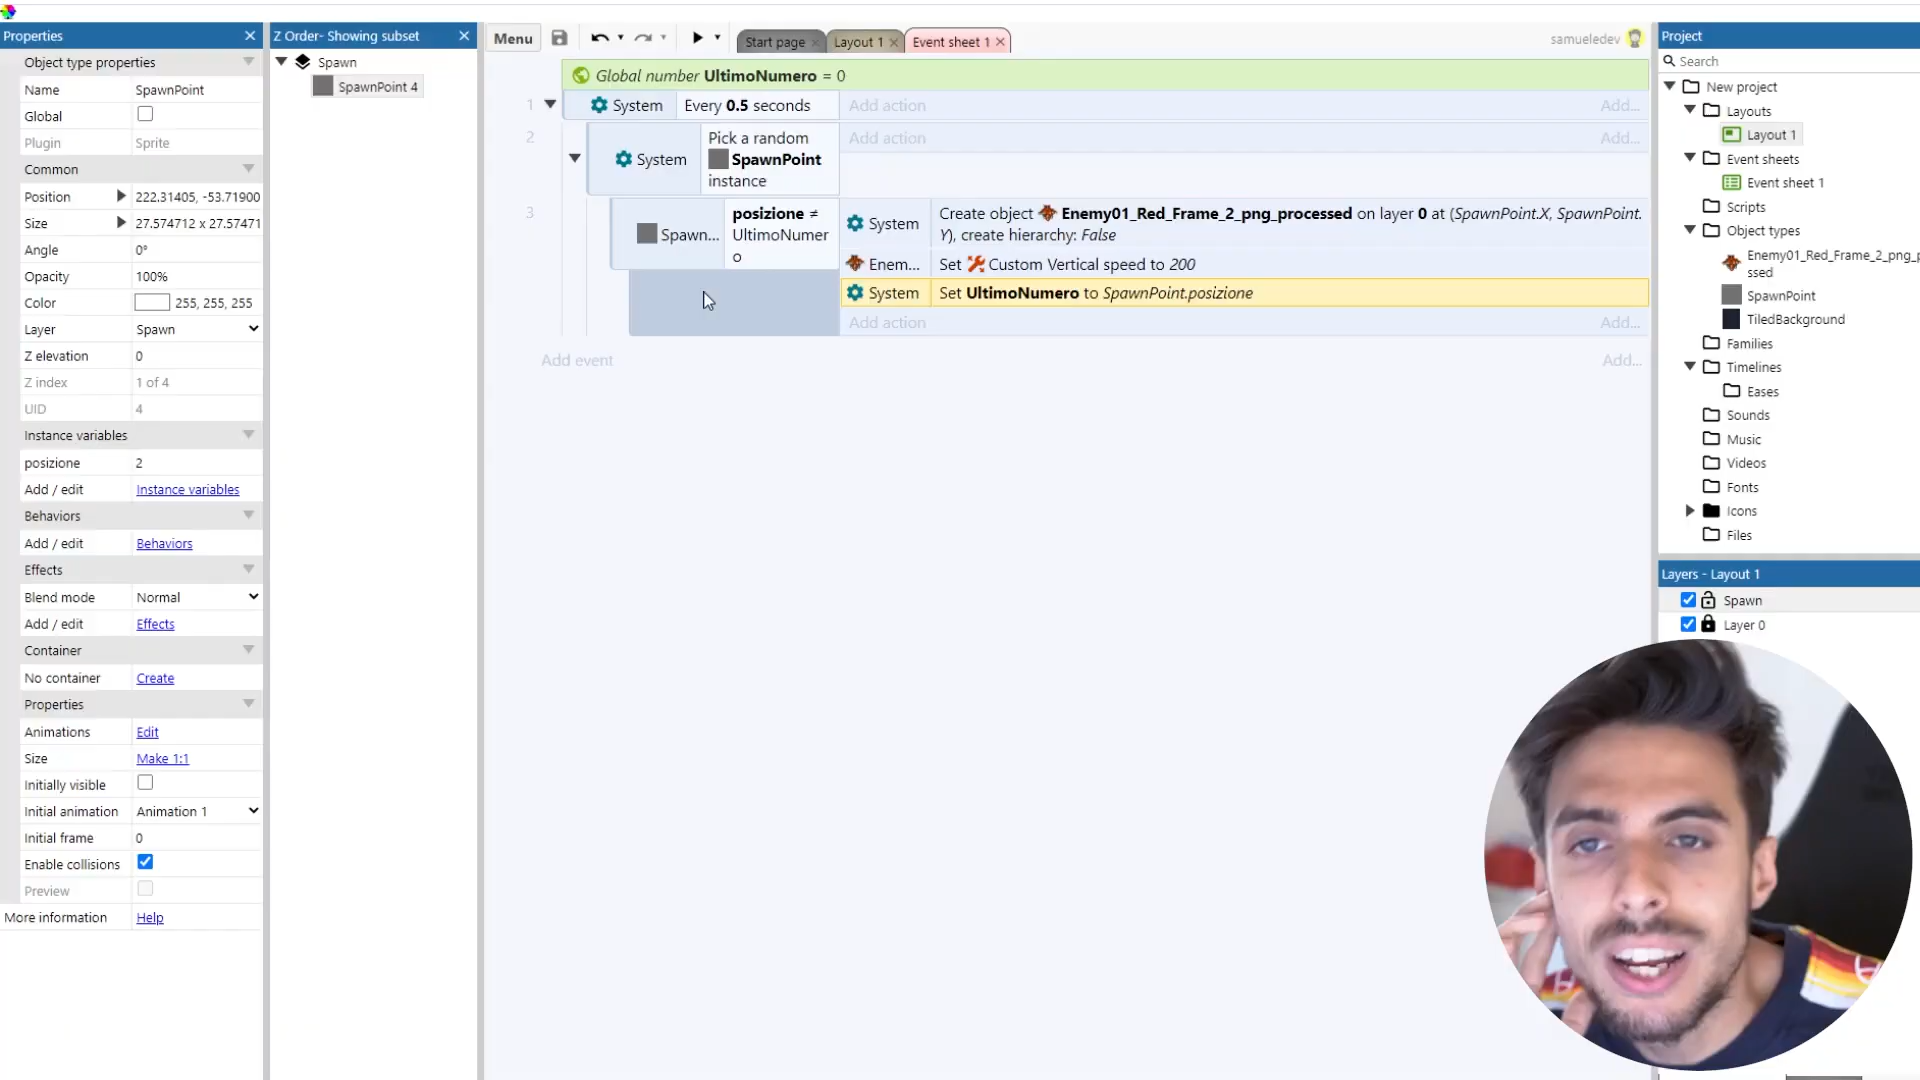 Properties
Object type properties
Name SpawnPoint
Global
Plugin Sprite
Common
Position 222.31405, -53.71900
Size 27.574712 x 27.57471
Angle 0°
Opacity 100%
Color 255, 255, 255
Layer Spawn
Z elevation 0
Z index 1 of 4
UID 4
Instance variables
posizione 2
Add / edit Instance variables
Behaviors
Add / edit Behaviors
Effects
Blend mode Normal
Add / edit Effects
Container
No container Create
Properties
Animations Edit
Size Make 1:1
Initially visible
Initial animation Animation 1
Initial frame 0
Enable collisions
Preview
More information Help
Z Order- Showing subset
Spawn
SpawnPoint 4
Menu
Start page
Layout 1
Event sheet 1
samueledev
Global number UltimoNumero = 0
1 System Every 0.5 seconds Add action Add...
2 System Pick a random SpawnPoint instance Add action Add...
3 Spawn... posizione ≠ UltimoNumero
System Create object Enemy01_Red_Frame_2_png_processed on layer 0 at (SpawnPoint.X, SpawnPoint.
Y), create hierarchy: False
Enem... Set Custom Vertical speed to 200
System Set UltimoNumero to SpawnPoint.posizione
Add action Add...
Add event Add...
Project
Search
New project
Layouts
Layout 1
Event sheets
Event sheet 1
Scripts
Object types
Enemy01_Red_Frame_2_png_p
ssed
SpawnPoint
TiledBackground
Families
Timelines
Eases
Sounds
Music
Videos
Fonts
Icons
Files
Layers - Layout 1
Spawn
Layer 0